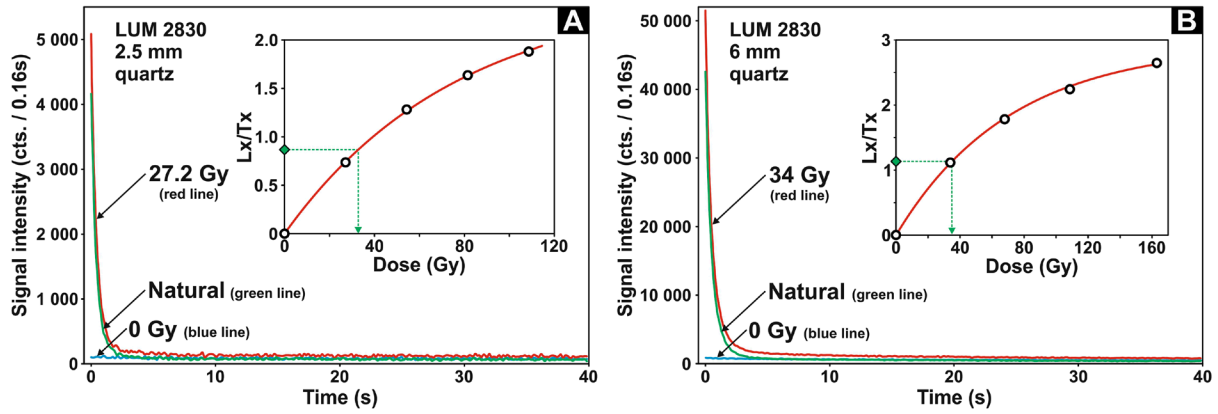 A
LUM 2830
2.5 mm
quartz
Signal intensity (cts. / 0.16s)
5 000
4 000
3 000
2 000
1 000
0
27.2 Gy
(red line)
Natural (green line)
0 Gy (blue line)
0 10 20 30 40
Time (s)
Lx/Tx
2.0
1.5
1.0
0.5
0.0
0 40 80 120
Dose (Gy)
B
LUM 2830
6 mm
quartz
Signal intensity (cts. / 0.16s)
50 000
40 000
30 000
20 000
10 000
0
34 Gy
(red line)
Natural (green line)
0 Gy (blue line)
0 10 20 30 40
Time (s)
Lx/Tx
3
2
1
0
0 40 80 120 160
Dose (Gy)